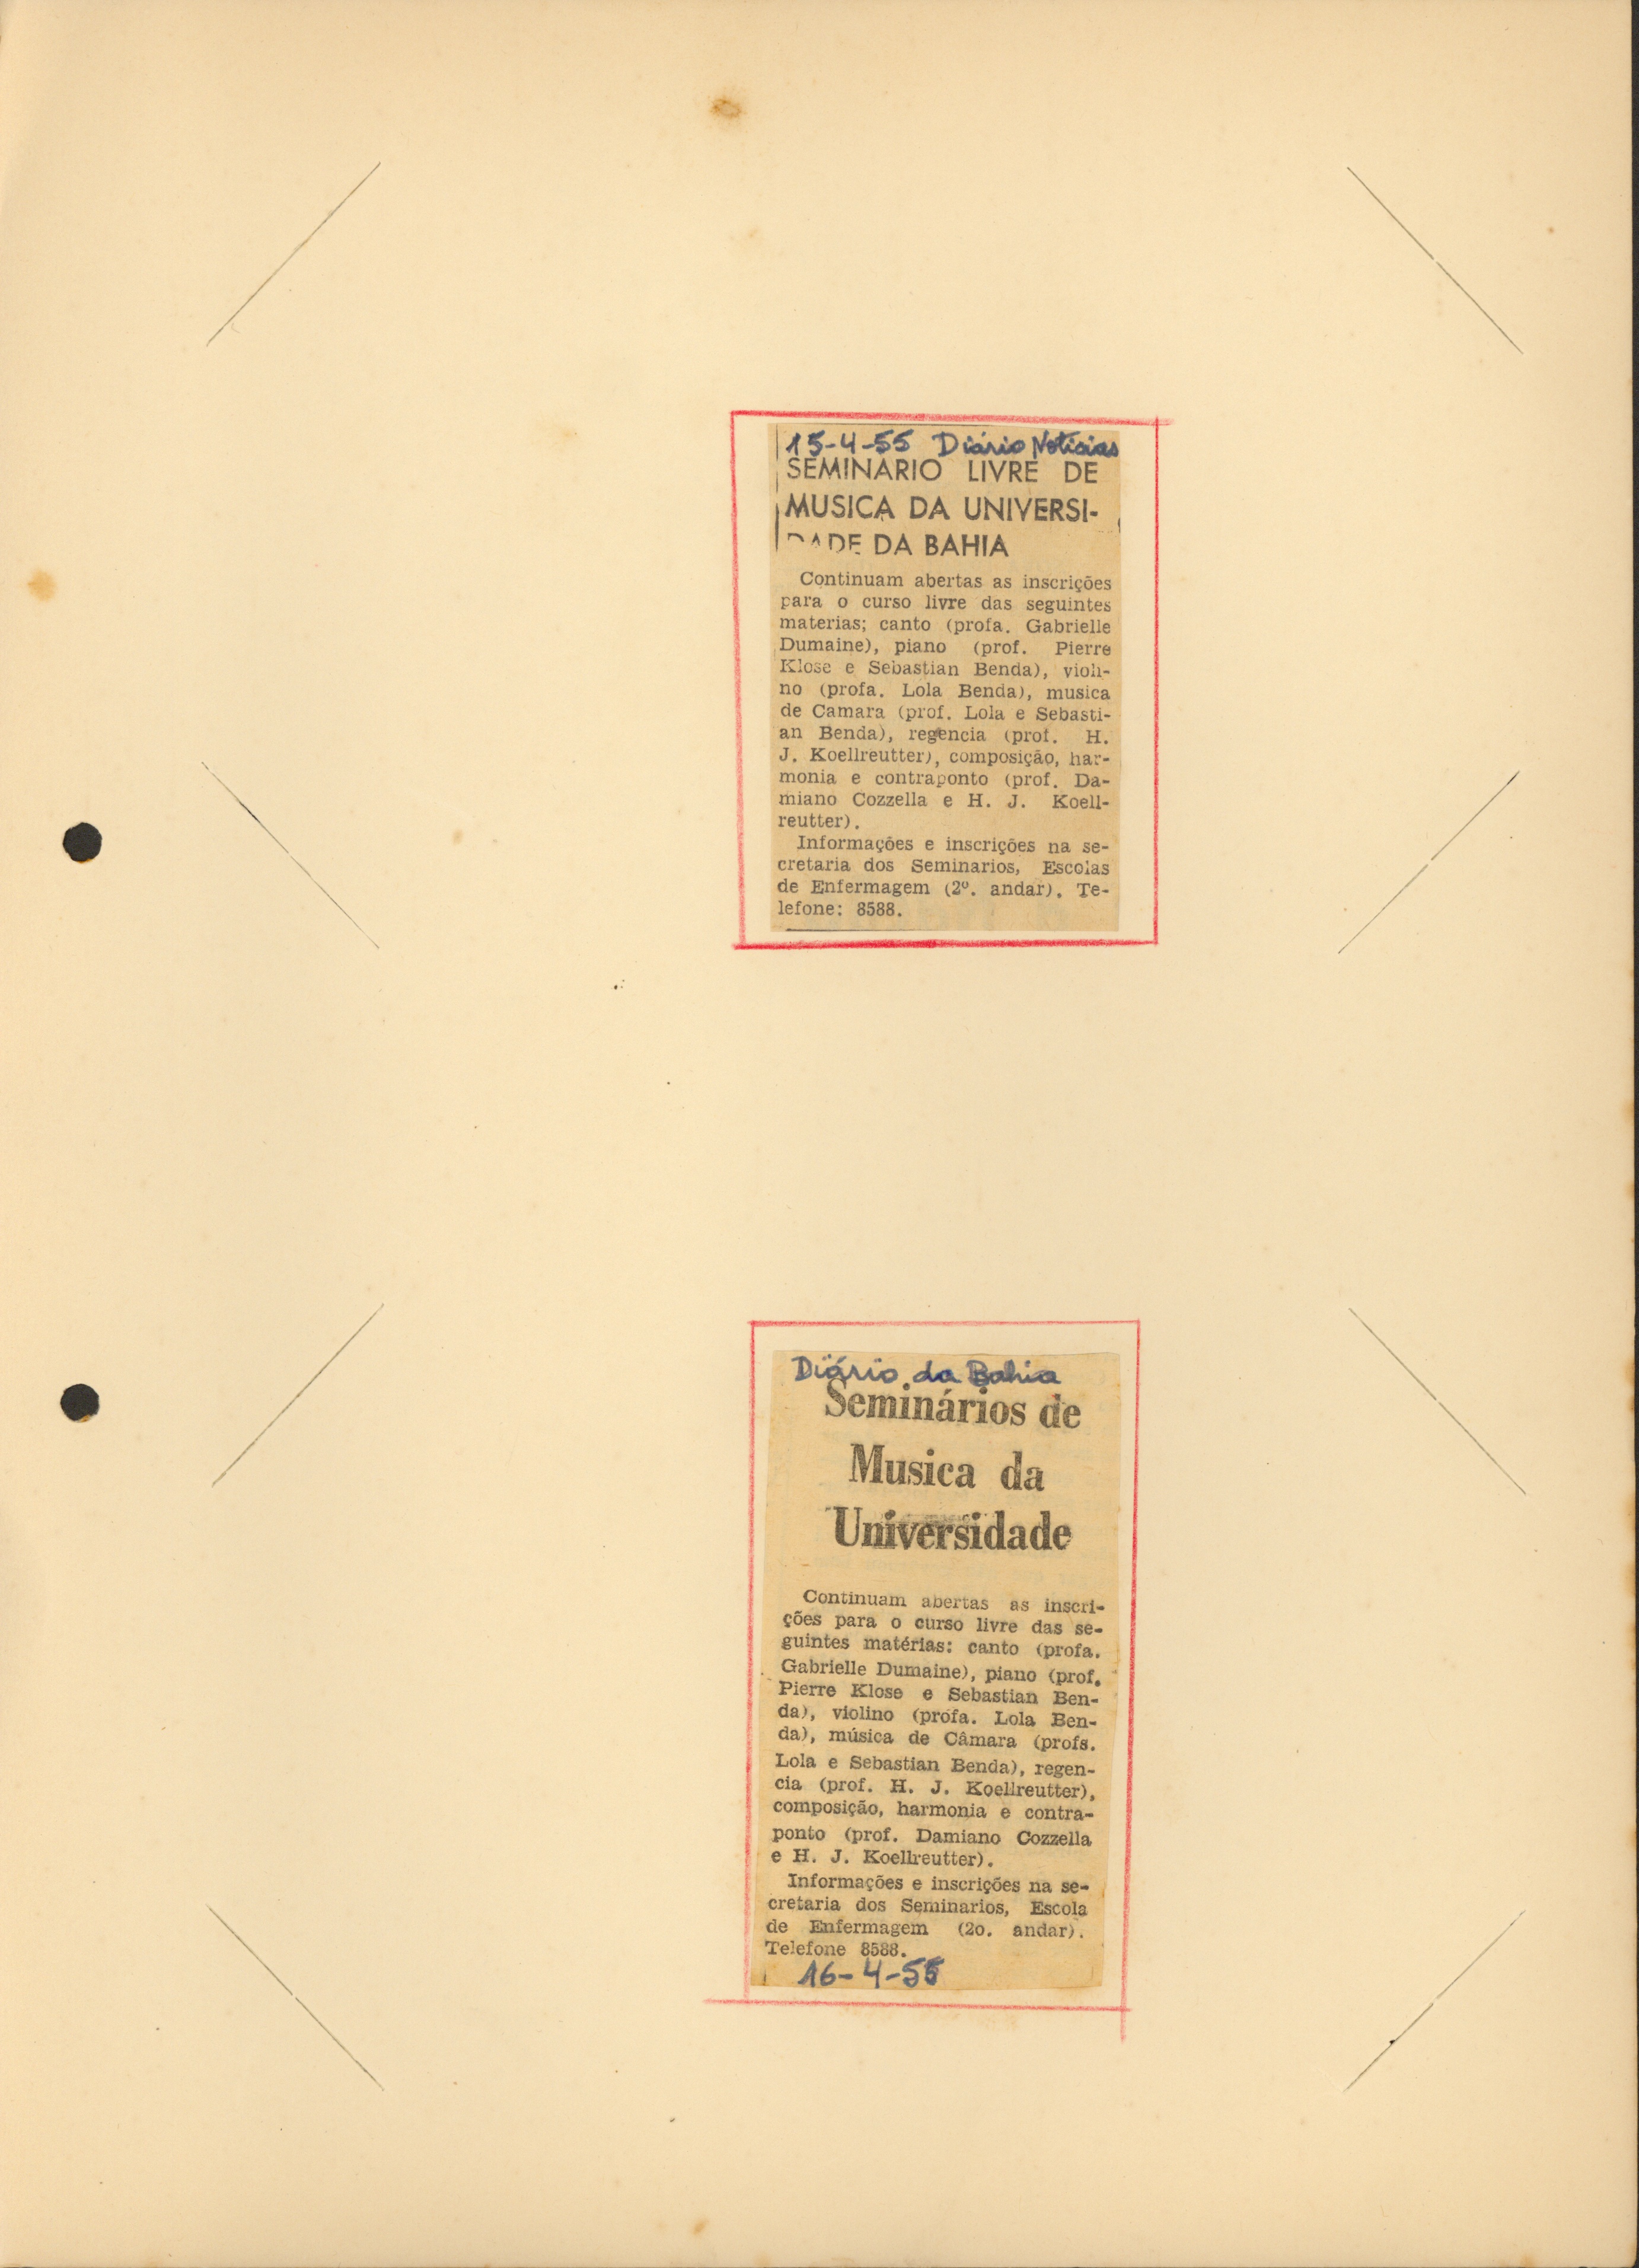 15-4-55 Diário Noticias
SEMINARIO LIVRE DE
MUSICA DA UNIVERSI-
DADE DA BAHIA
Continuam abertas as inscrições
para o curso livre das seguintes
materias; canto (profa. Gabrielle
Dumaine), piano (prof. Pierre
Klose e Sebastian Benda), violi-
no (profa. Lola Benda), musica
de Camara (prof. Lola e Sebasti-
an Benda), regencia (prof. H.
J. Koellreutter), composição, har-
monia e contraponto (prof. Da-
miano Cozzella e H. J. Koell-
reutter).
Informações e inscrições na se-
cretaria dos Seminarios, Escolas
de Enfermagem (2º. andar). Te-
lefone: 8588.
Diário da Bahia
Seminários de
Musica da
Universidade
Continuam abertas as inscri-
ções para o curso livre das se-
guintes matérias: canto (profa.
Gabrielle Dumaine), piano (prof.
Pierre Klose e Sebastian Ben-
da), violino (profa. Lola Ben-
da), música de Câmara (profs.
Lola e Sebastian Benda), regen-
cia (prof. H. J. Koellreutter),
composição, harmonia e contra-
ponto (prof. Damiano Cozzella
e H. J. Koellreutter).
Informações e inscrições na se-
cretaria dos Seminarios, Escola
de Enfermagem (2o. andar).
Telefone 8588.
16-4-55